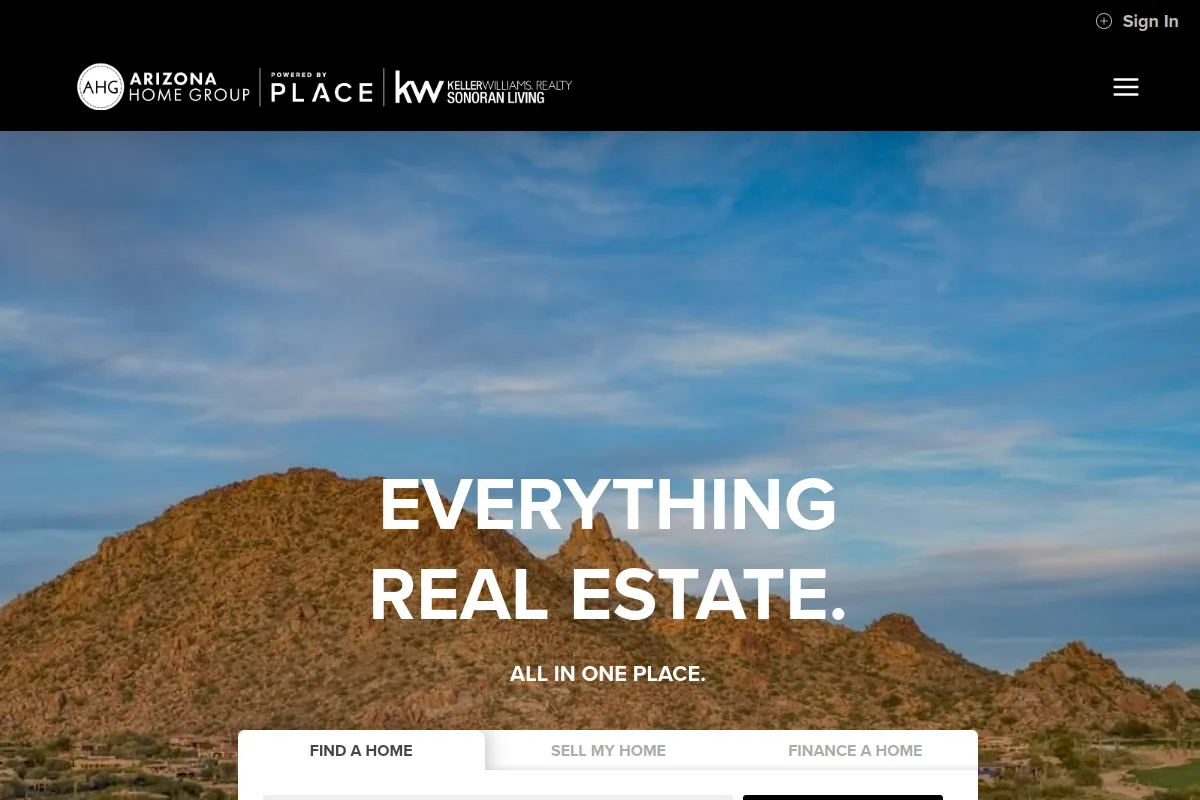 Sign In
AHG
ARIZONA
HOME GROUP
POWERED BY
PLACE
kw
KELLERWILLIAMS. REALTY
SONORAN LIVING
EVERYTHING
REAL ESTATE.
ALL IN ONE PLACE.
FIND A HOME
SELL MY HOME
FINANCE A HOME